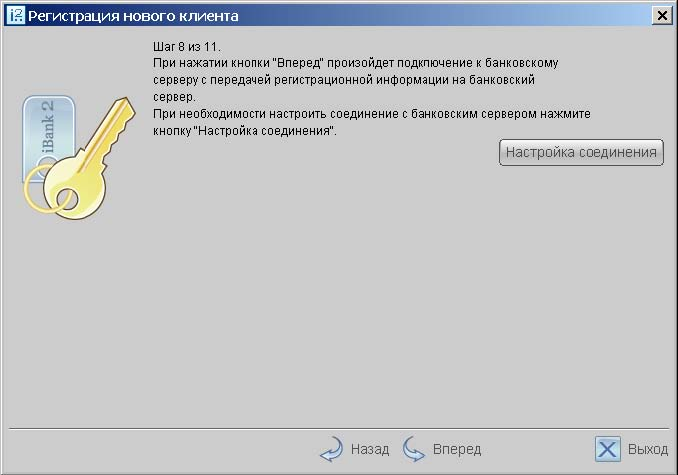 Регистрация нового клиента
Шаг 8 из 11.
При нажатии кнопки "Вперед" произойдет подключение к банковскому
серверу с передачей регистрационной информации на банковский
сервер.
При необходимости настроить соединение с банковским сервером нажмите
кнопку "Настройка соединения".
iBank 2
Настройка соединения
Назад
Вперед
Выход